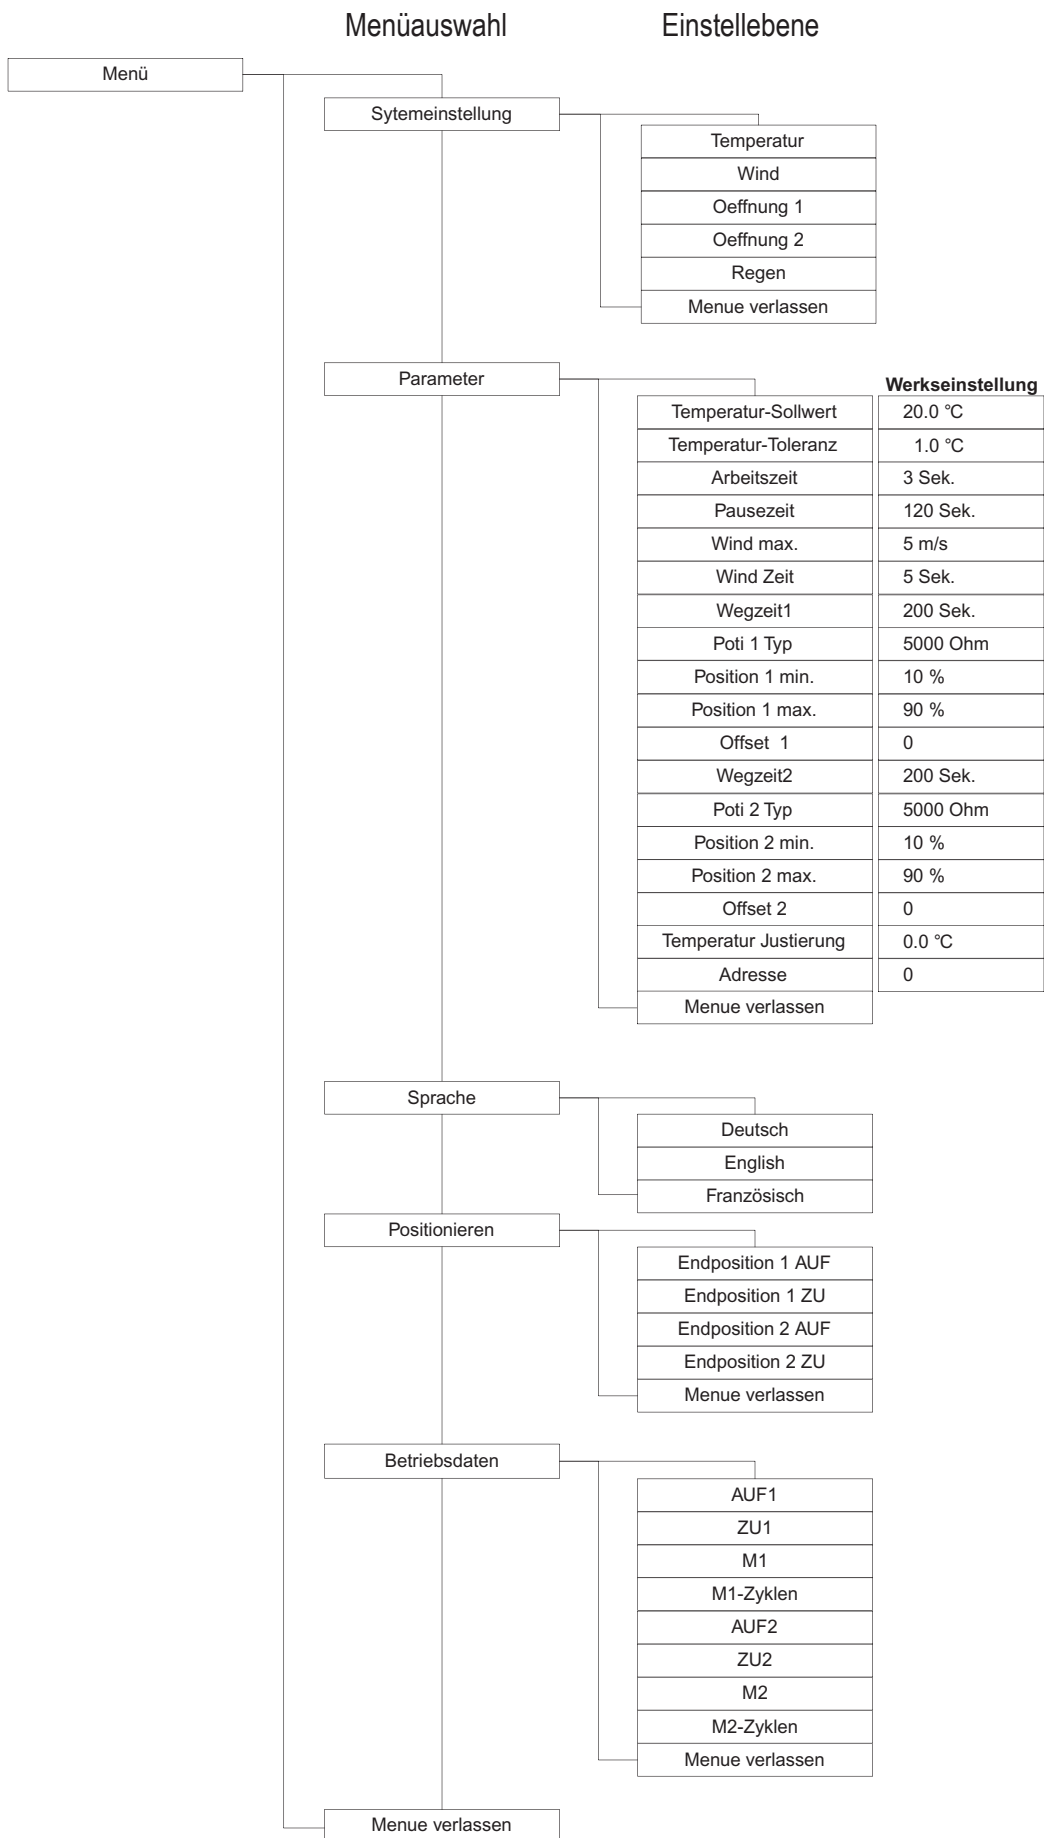 Menüauswahl Einstellebene
Menü
Sytemeinstellung
Temperatur
Wind
Oeffnung 1
Oeffnung 2
Regen
Menue verlassen
Parameter
Werkseinstellung
Temperatur-Sollwert 20.0 °C
Temperatur-Toleranz 1.0 °C
Arbeitszeit 3 Sek.
Pausezeit 120 Sek.
Wind max. 5 m/s
Wind Zeit 5 Sek.
Wegzeit1 200 Sek.
Poti 1 Typ 5000 Ohm
Position 1 min. 10 %
Position 1 max. 90 %
Offset 1 0
Wegzeit2 200 Sek.
Poti 2 Typ 5000 Ohm
Position 2 min. 10 %
Position 2 max. 90 %
Offset 2 0
Temperatur Justierung 0.0 °C
Adresse 0
Menue verlassen
Sprache
Deutsch
English
Französisch
Positionieren
Endposition 1 AUF
Endposition 1 ZU
Endposition 2 AUF
Endposition 2 ZU
Menue verlassen
Betriebsdaten
AUF1
ZU1
M1
M1-Zyklen
AUF2
ZU2
M2
M2-Zyklen
Menue verlassen
Menue verlassen